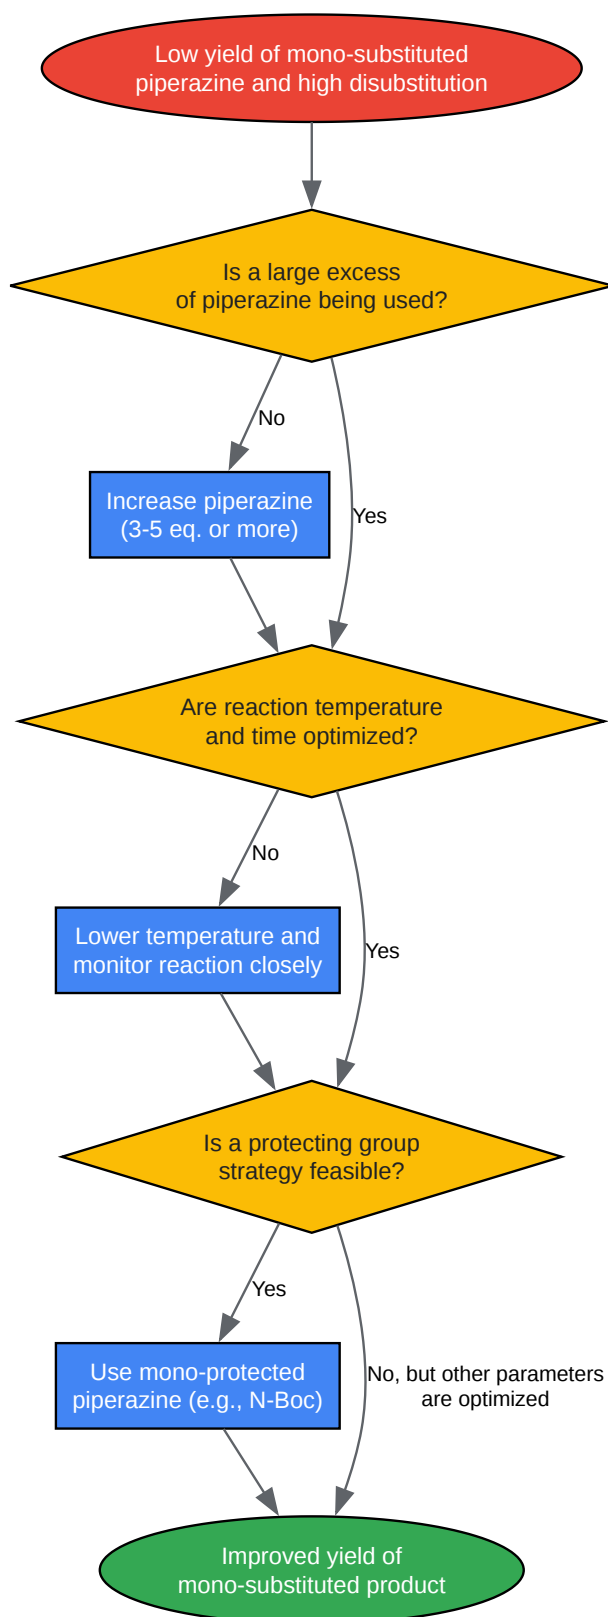 Low yield of mono-substituted
piperazine and high disubstitution
Is a large excess
of piperazine being used?
No
Increase piperazine
(3-5 eq. or more)
Yes
Are reaction temperature
and time optimized?
No
Lower temperature and
monitor reaction closely
Yes
Is a protecting group
strategy feasible?
Yes
Use mono-protected
piperazine (e.g., N-Boc)
No, but other parameters
are optimized
Improved yield of
mono-substituted product